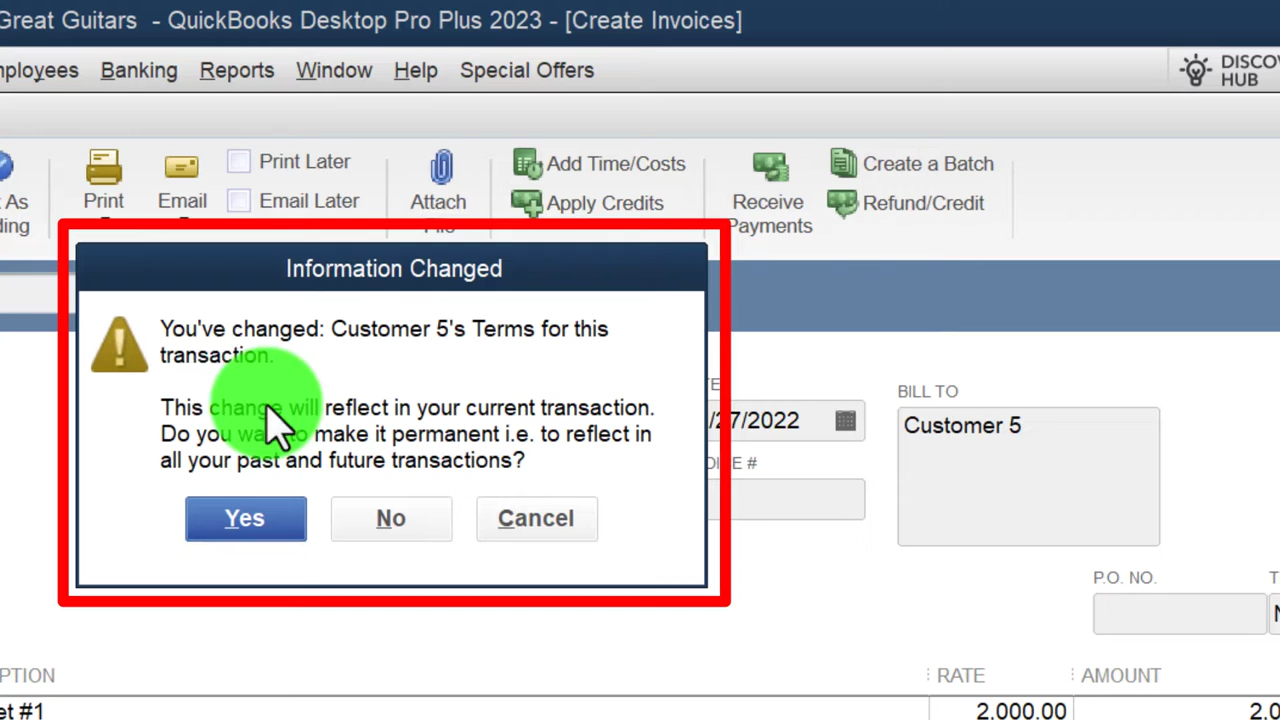 Great Guitars - QuickBooks Desktop Pro Plus 2023 - [Create Invoices]
ployees Banking Reports Window Help Special Offers
DISCO
HUB
Print Later
Add Time/Costs
Create a Batch
As
Print
Email
Email Later
Attach
Apply Credits
Receive
Refund/Credit
ding
Payments
Information Changed
You've changed: Customer 5's Terms for this
transaction.
This change will reflect in your current transaction.
Do you want to make it permanent i.e. to reflect in
all your past and future transactions?
Yes No Cancel
TE
/27/2022
BILL TO
Customer 5
#
P.O. NO.
T
N
PTION
RATE
AMOUNT
et #1
2,000.00
2,0